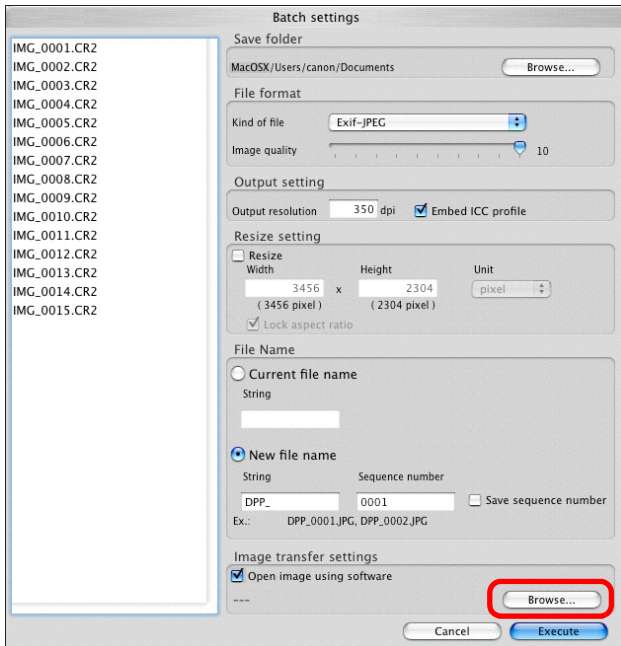 Batch settings
IMG_0001.CR2
IMG_0002.CR2
IMG_0003.CR2
IMG_0004.CR2
IMG_0005.CR2
IMG_0006.CR2
IMG_0007.CR2
IMG_0008.CR2
IMG_0009.CR2
IMG_0010.CR2
IMG_0011.CR2
IMG_0012.CR2
IMG_0013.CR2
IMG_0014.CR2
IMG_0015.CR2
Save folder
MacOSX/Users/canon/Documents Browse...
File format
Kind of file Exif-JPEG
Image quality 10
Output setting
Output resolution 350 dpi Embed ICC profile
Resize setting
Resize
Width Height Unit
3456 x 2304 pixel
( 3456 pixel ) ( 2304 pixel )
Lock aspect ratio
File Name
Current file name
String
New file name
String Sequence number
DPP_ 0001 Save sequence number
Ex.: DPP_0001.JPG, DPP_0002.JPG
Image transfer settings
Open image using software
--- Browse...
Cancel Execute